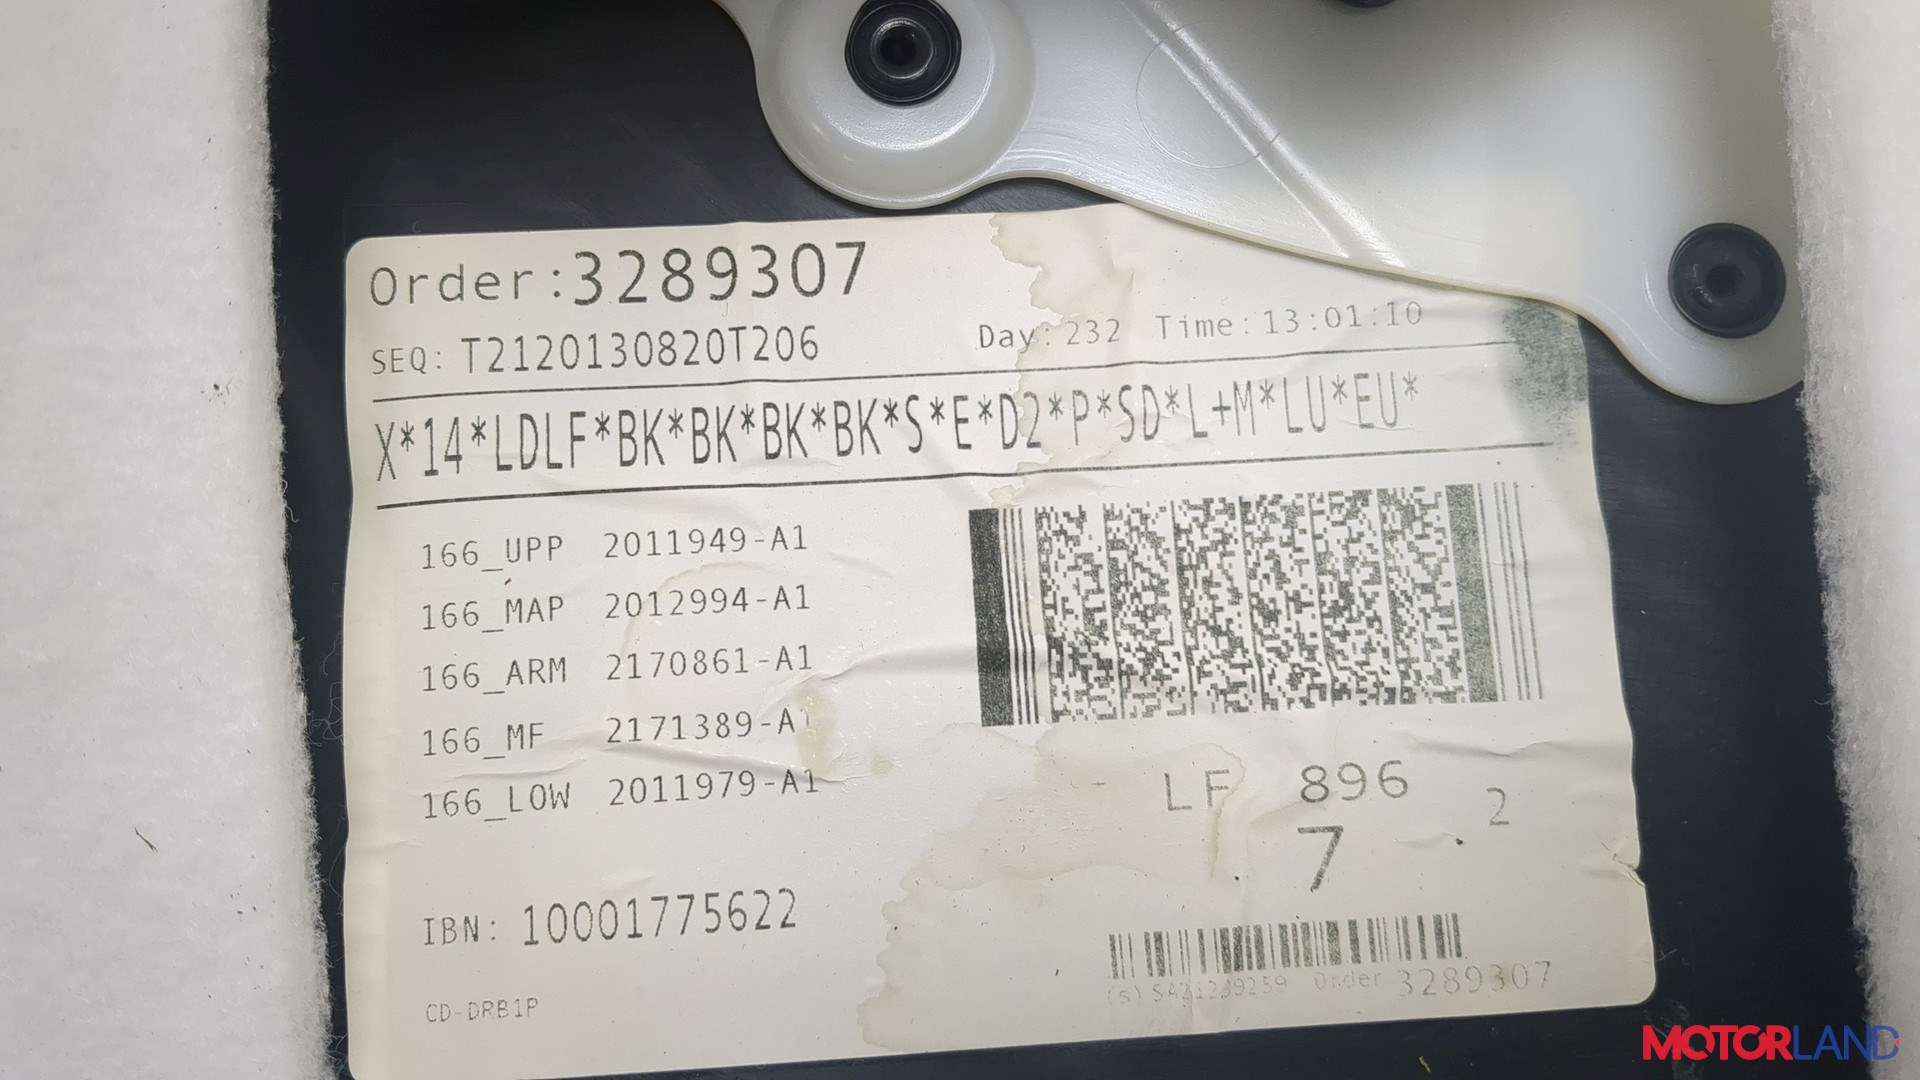 Order:3289307
SEQ: T2120130820T206 Day: 232 Time:13:01:10
X*14*LDLF*BK*BK*BK*BK*S*E*D2*P*SD*L+M*LU*EU*
166_UPP 2011949-A1
166_MAP 2012994-A1
166_ARM 2170861-A1
166_MF 2171389-A1
166_LOW 2011979-A1
- LF 896 2
7
IBN: 10001775622
(s) Order 3289307
CD-DRB1P
MOTORLAND